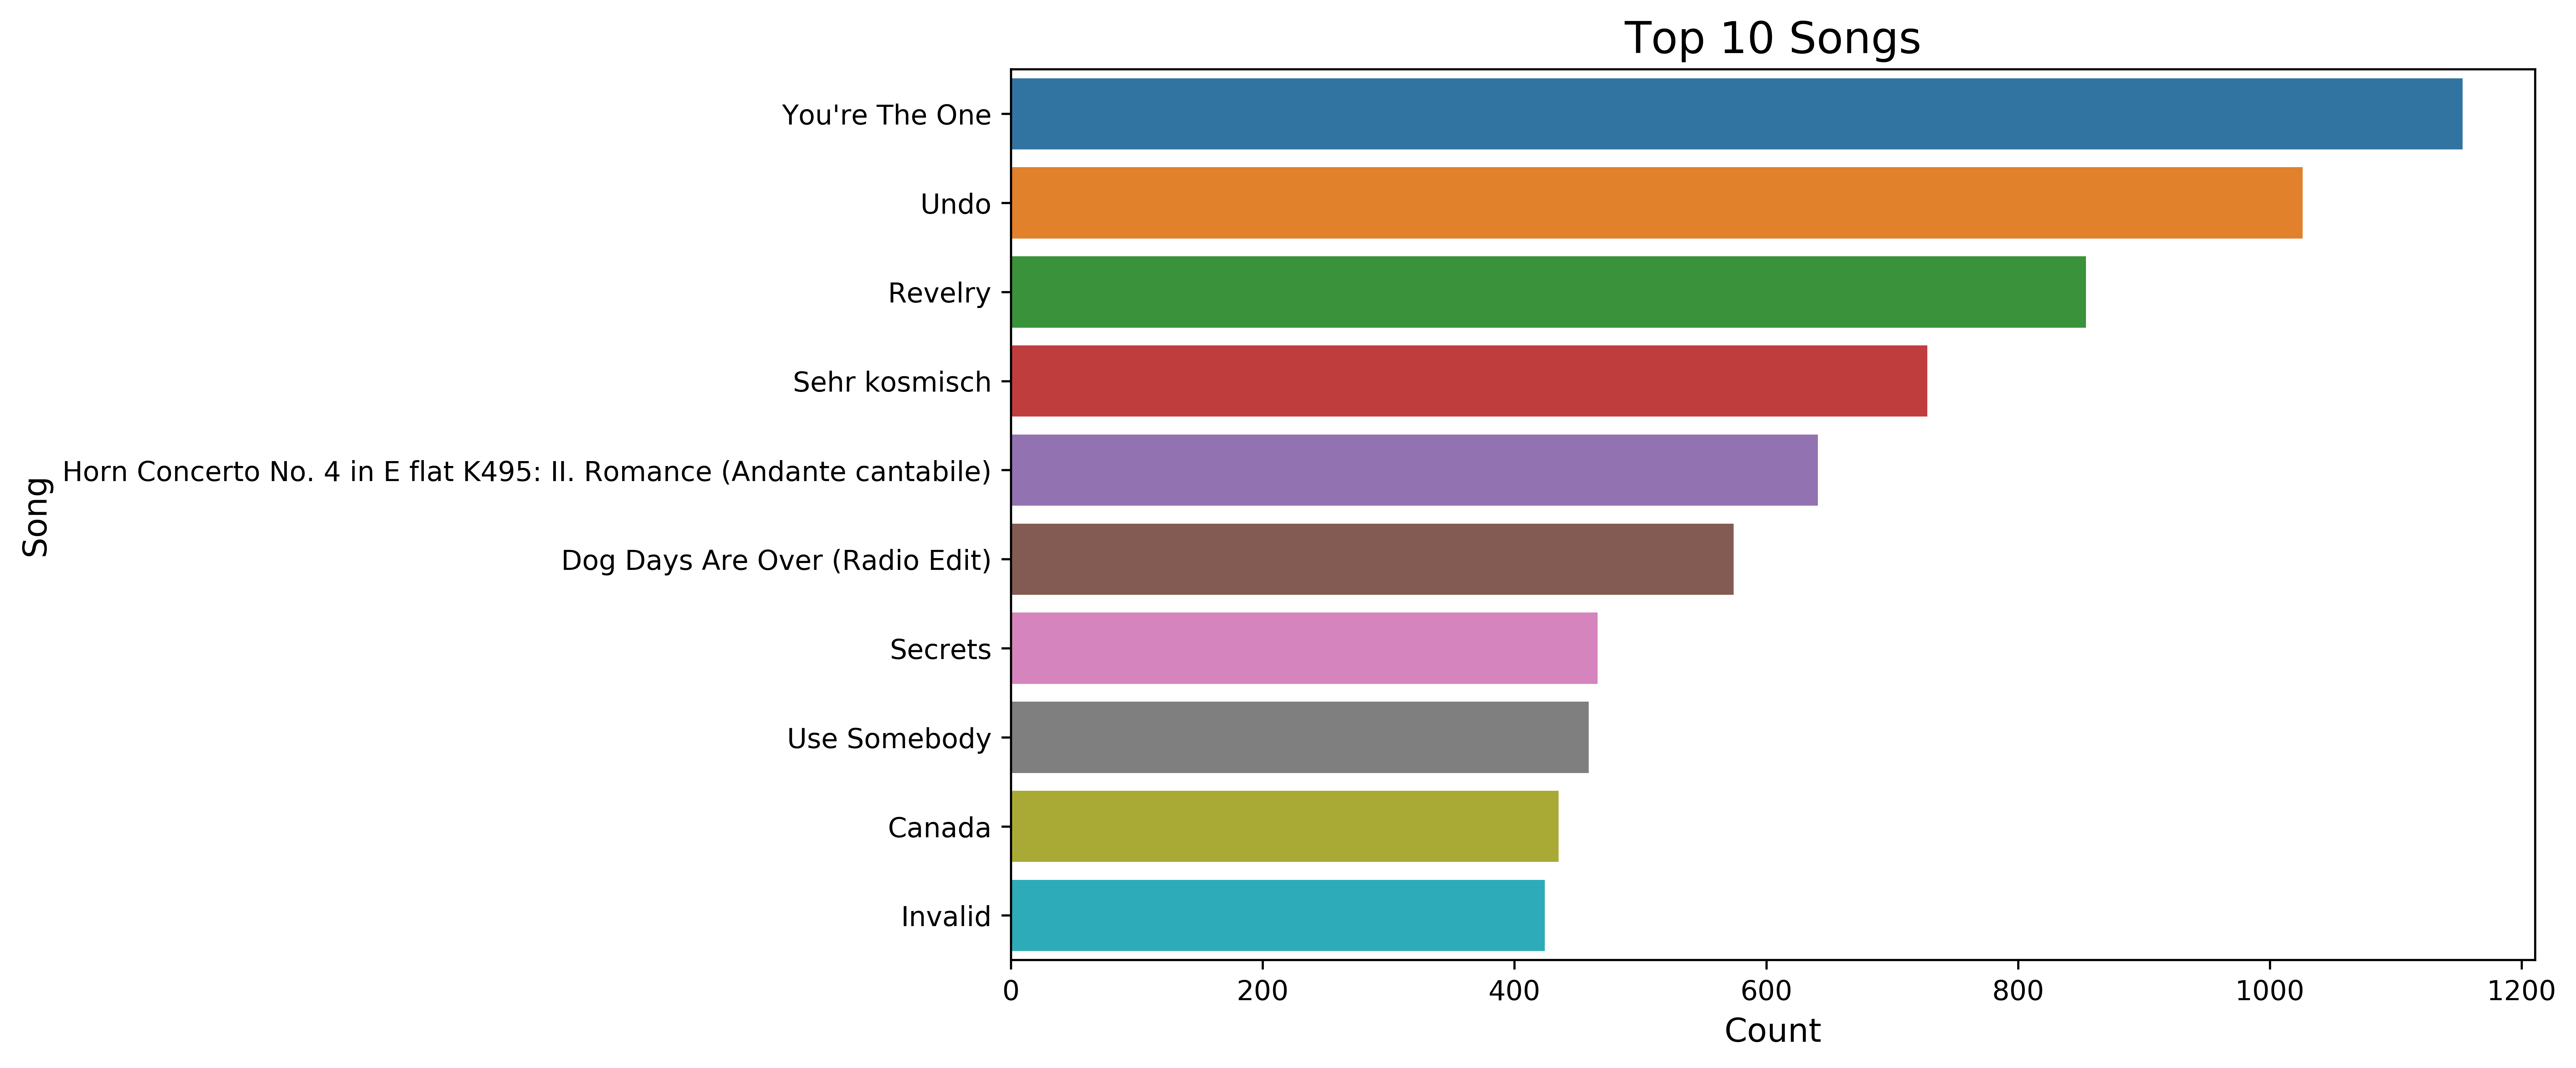 Top 10 Songs
You're The One
Undo
Revelry
Sehr kosmisch
Horn Concerto No. 4 in E flat K495: II. Romance (Andante cantabile)
Dog Days Are Over (Radio Edit)
Secrets
Use Somebody
Canada
Invalid
Song
0 200 400 600 800 1000 1200
Count